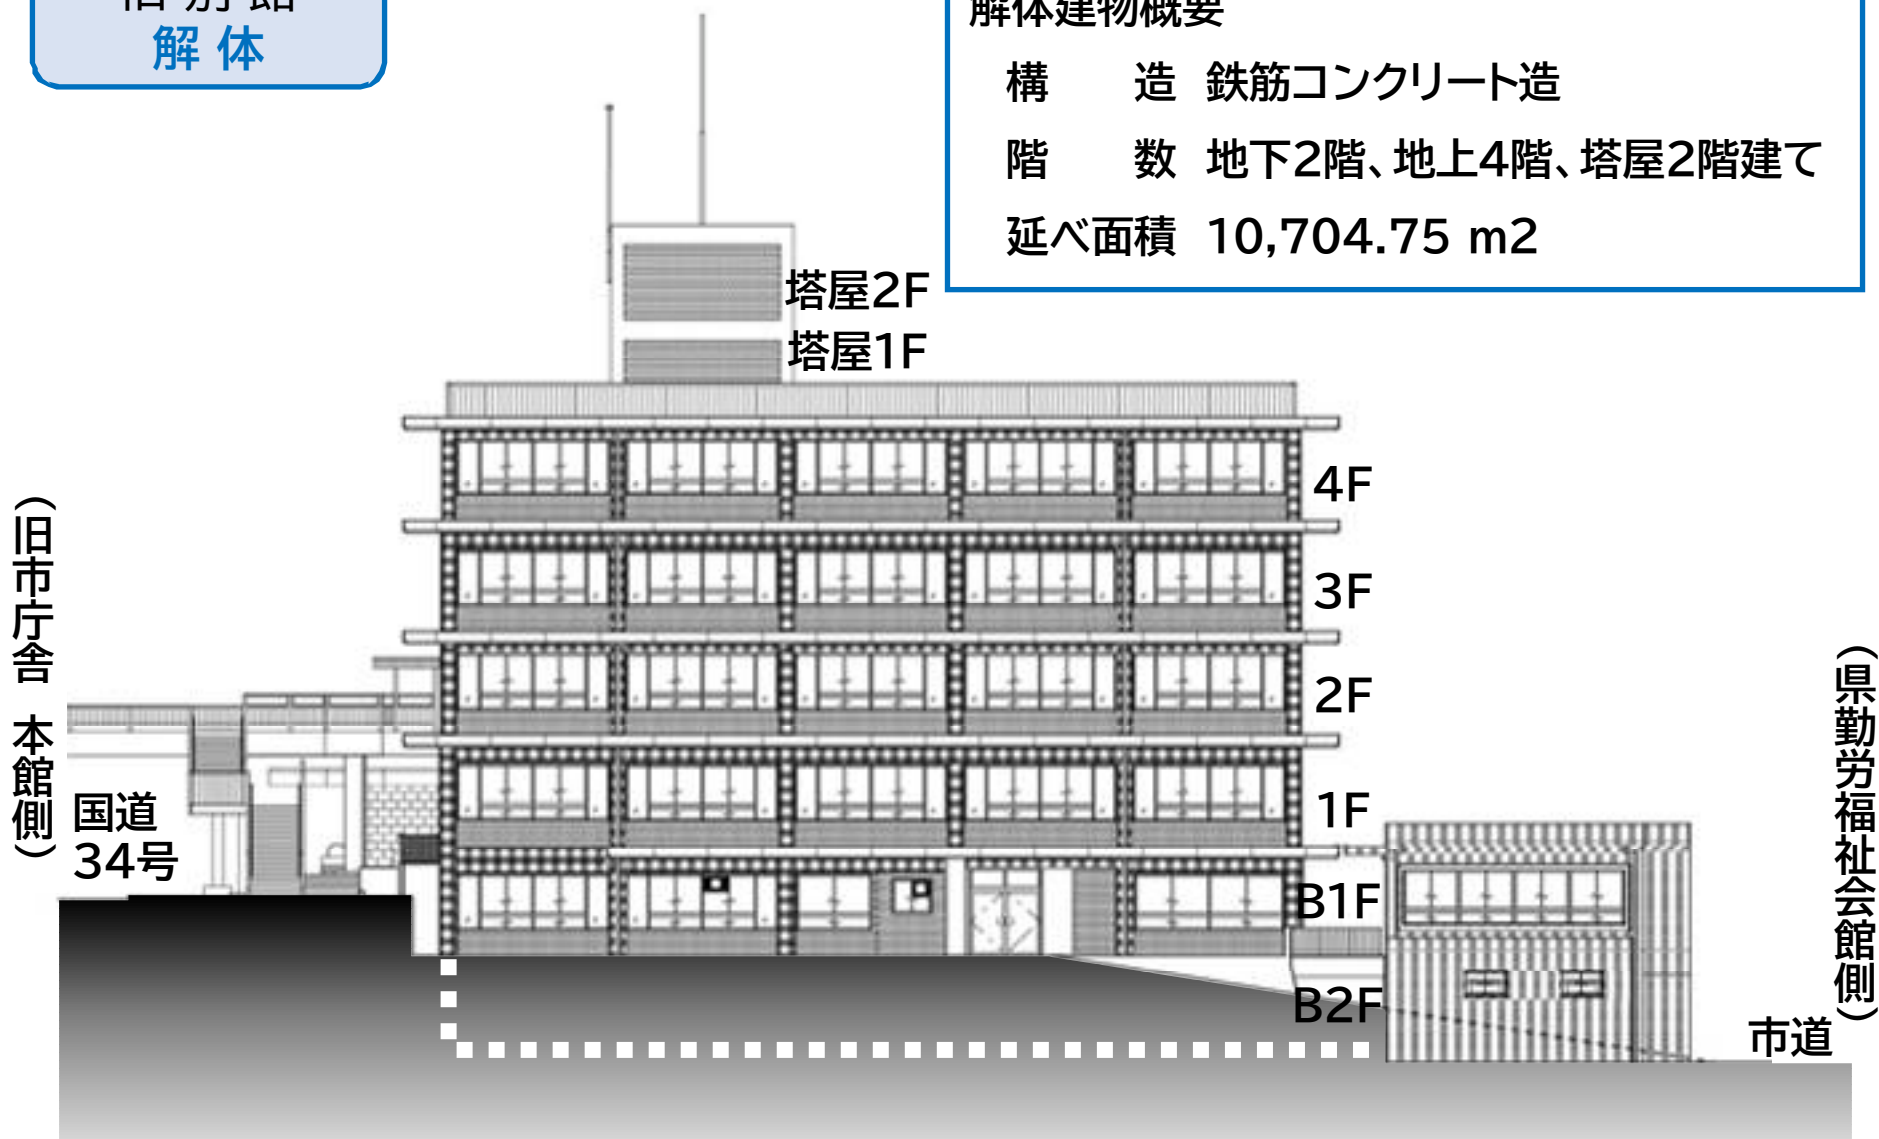 旧別館
解体
解体建物概要
構　　造 鉄筋コンクリート造
階　　数 地下2階、地上4階、塔屋2階建て
延べ面積 10,704.75 m2
塔屋2F
塔屋1F
4F
3F
2F
1F
B1F
B2F
（旧市庁舎 本館側）
国道
34号
（県勤労福祉会館側）
市道